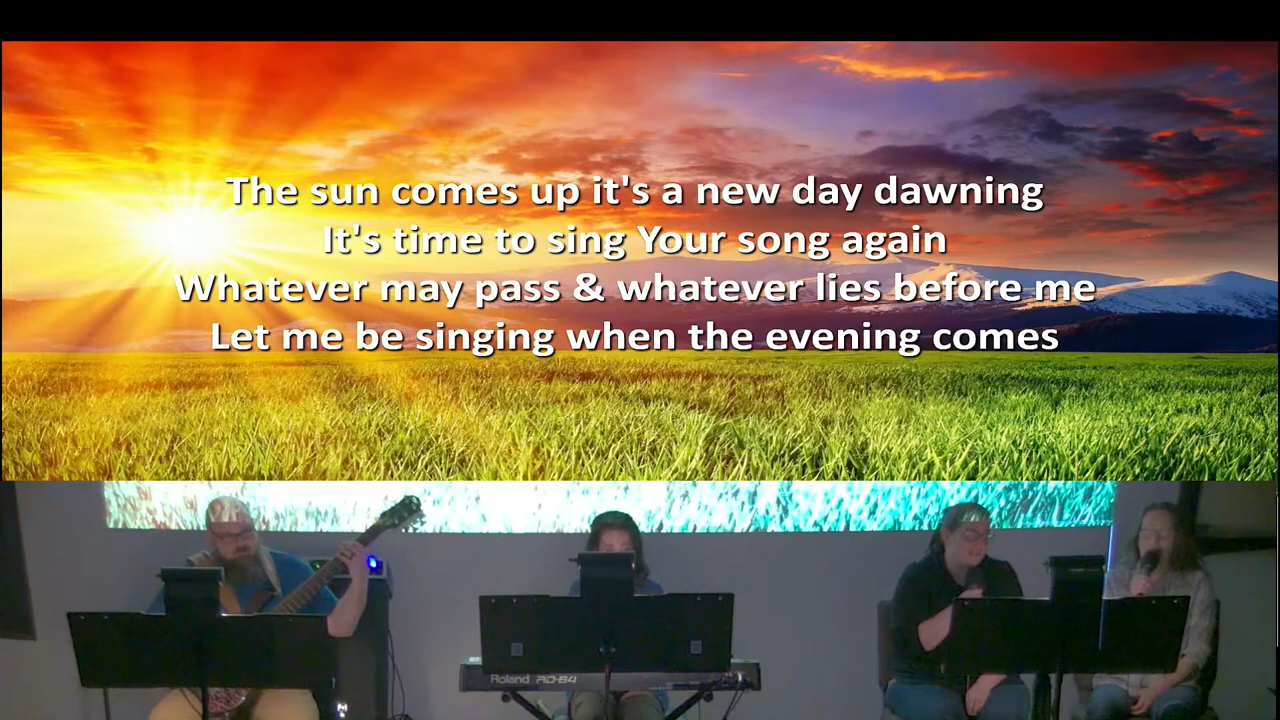 The sun comes up it's a new day dawning
It's time to sing Your song again
Whatever may pass & whatever lies before me
Let me be singing when the evening comes
Roland RD-64